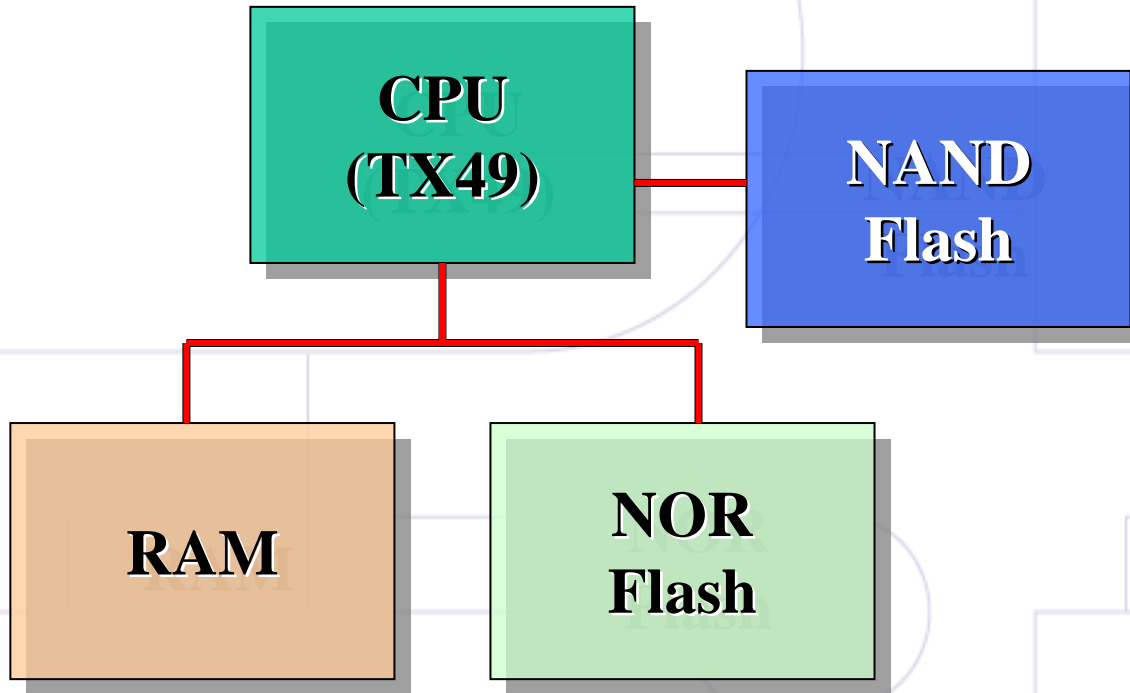 CPU
(TX49)
NAND
Flash
RAM
NOR
Flash